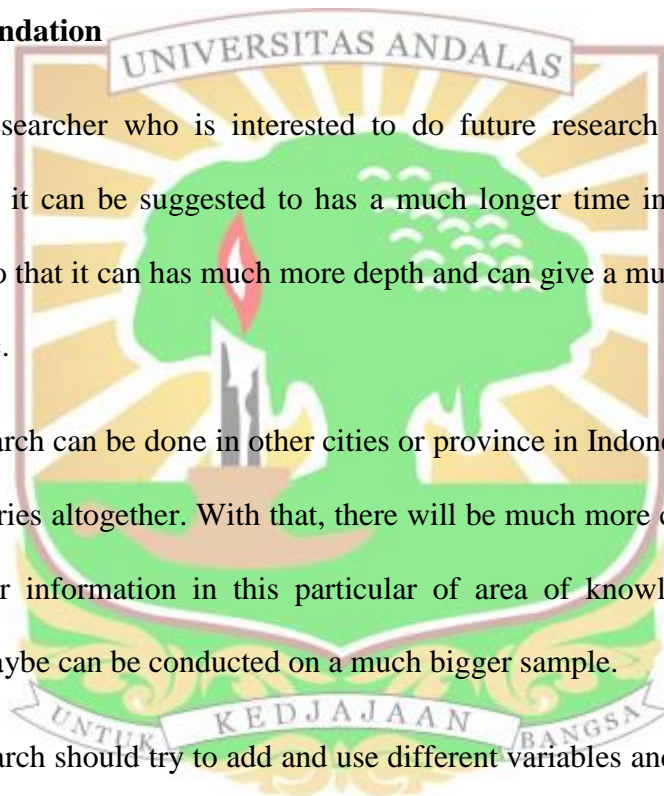 ndation
UNIVERSITAS ANDALAS
searcher who is interested to do future research
it can be suggested to has a much longer time in
o that it can has much more depth and can give a mu
arch can be done in other cities or province in Indone
ries altogether. With that, there will be much more c
r information in this particular of area of knowl
aybe can be conducted on a much bigger sample.
UNTUK KEDJAJAAN BANGSA
arch should try to add and use different variables and